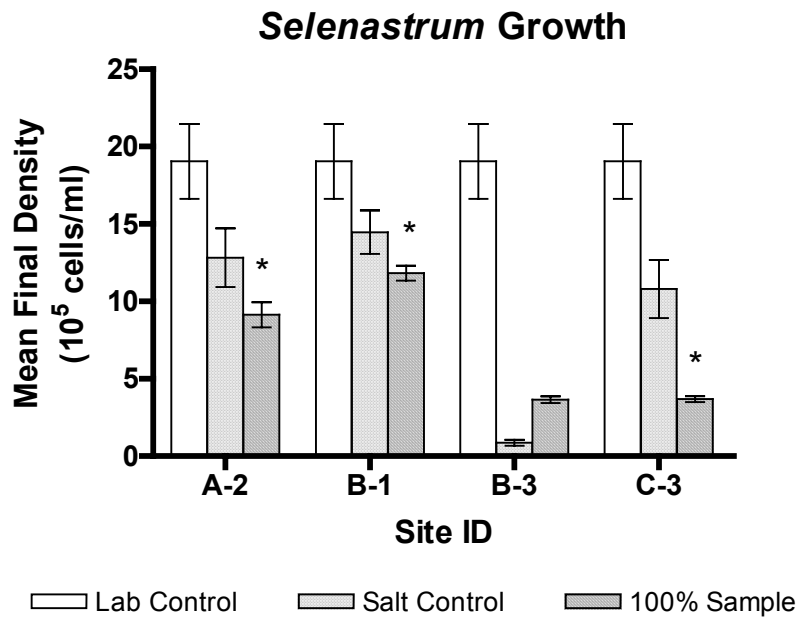 Selenastrum Growth
Mean Final Density
(10⁵ cells/ml)
25
20
15
10
5
0
*
*
*
A-2 B-1 B-3 C-3
Site ID
Lab Control Salt Control 100% Sample